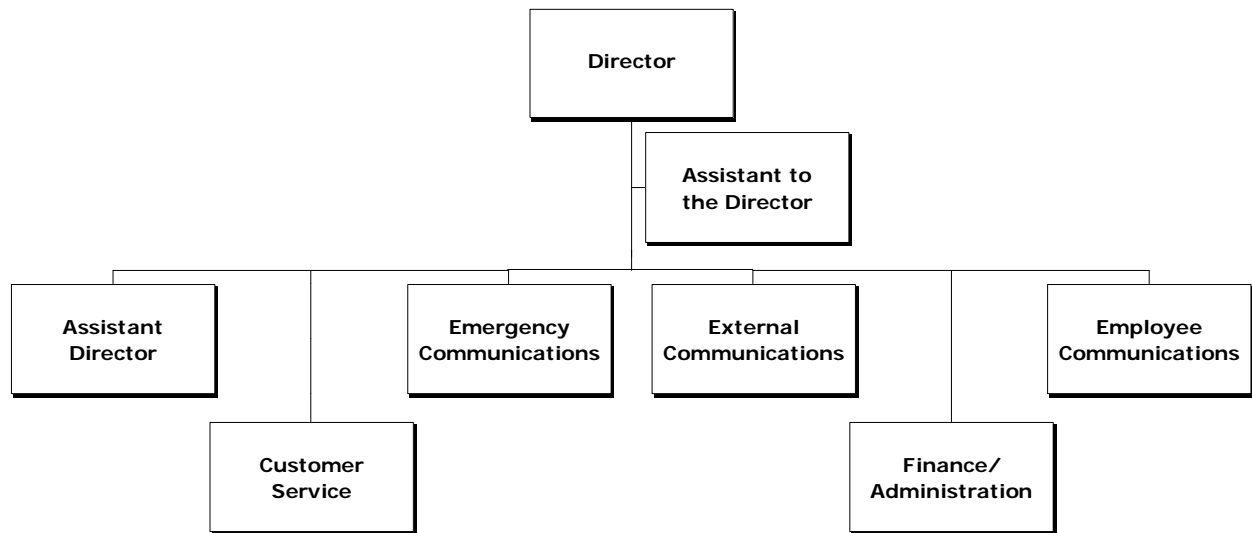 Director
Assistant to
the Director
Assistant
Director
Emergency
Communications
External
Communications
Employee
Communications
Customer
Service
Finance/
Administration